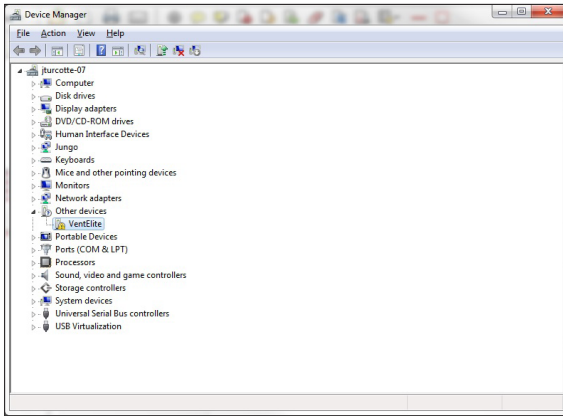 Device Manager
File Action View Help
jturcotte-07
Computer
Disk drives
Display adapters
DVD/CD-ROM drives
Human Interface Devices
Jungo
Keyboards
Mice and other pointing devices
Monitors
Network adapters
Other devices
VentElite
Portable Devices
Ports (COM & LPT)
Processors
Sound, video and game controllers
Storage controllers
System devices
Universal Serial Bus controllers
USB Virtualization